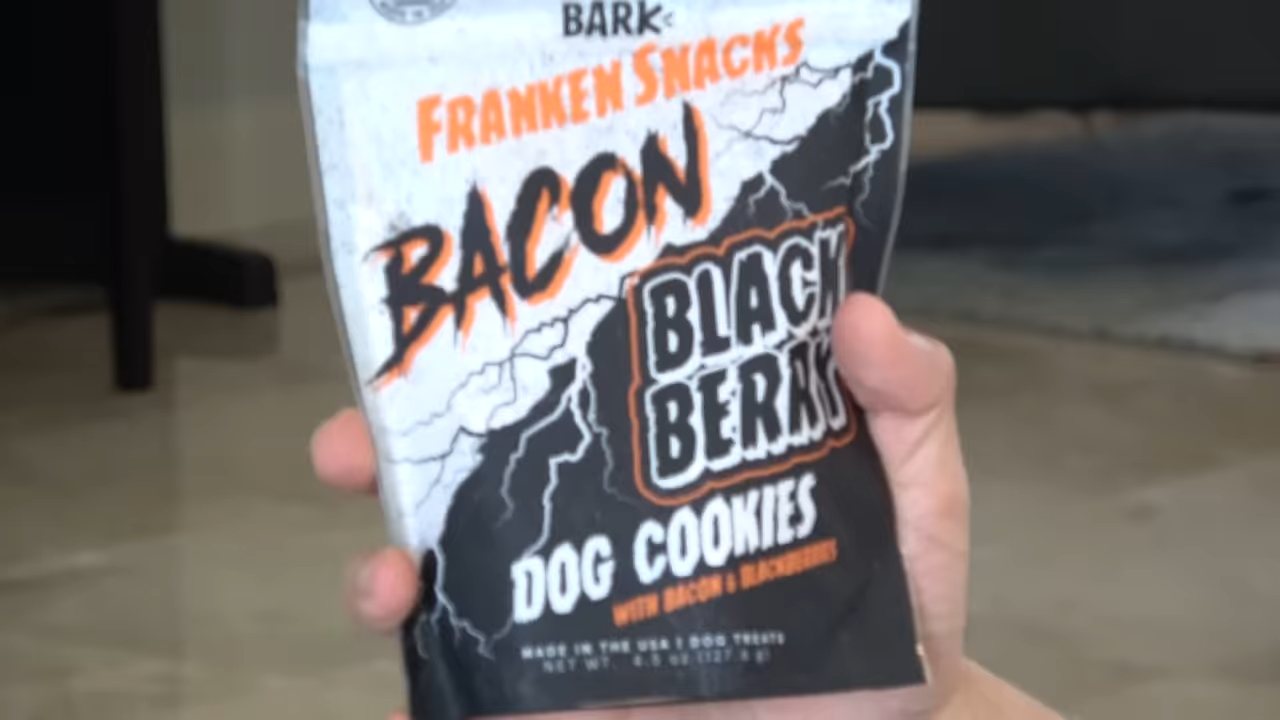 BARK
FRANKEN SNACKS
BACON
BLACK
BERRY
DOG COOKIES
WITH BACON & BLACKBERRIES
MADE IN THE USA | DOG TREATS
NET WT. 4.5 oz (127.8 g)